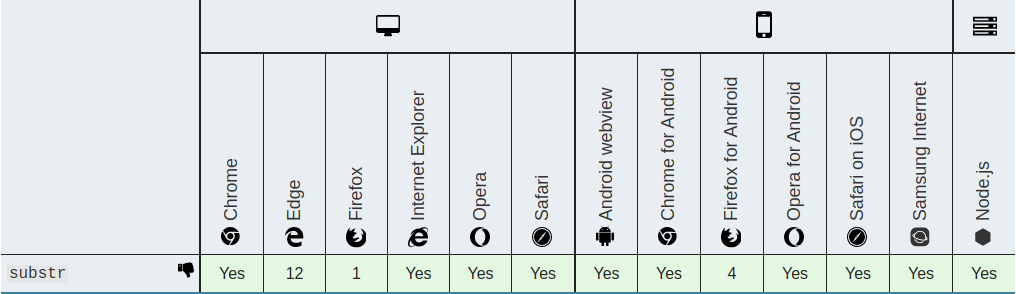 Chrome
Edge
Firefox
Internet Explorer
Opera
Safari
Android webview
Chrome for Android
Firefox for Android
Opera for Android
Safari on iOS
Samsung Internet
Node.js
substr Yes 12 1 Yes Yes Yes Yes Yes 4 Yes Yes Yes Yes